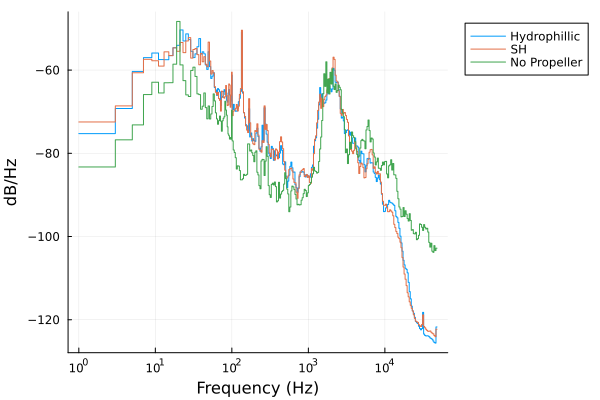 Hydrophillic
SH
No Propeller
−60
−80
−100
−120
dB/Hz
10⁰ 10¹ 10² 10³ 10⁴
Frequency (Hz)